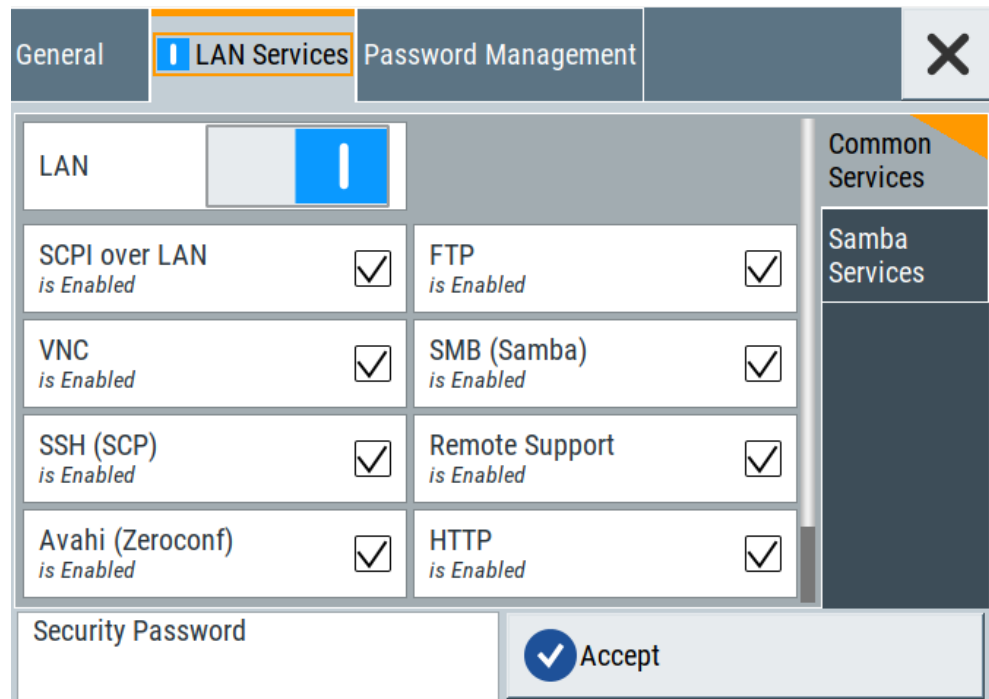 General
LAN Services
Password Management
LAN
Common
Services
Samba
Services
SCPI over LAN
is Enabled
FTP
is Enabled
VNC
is Enabled
SMB (Samba)
is Enabled
SSH (SCP)
is Enabled
Remote Support
is Enabled
Avahi (Zeroconf)
is Enabled
HTTP
is Enabled
Security Password
Accept